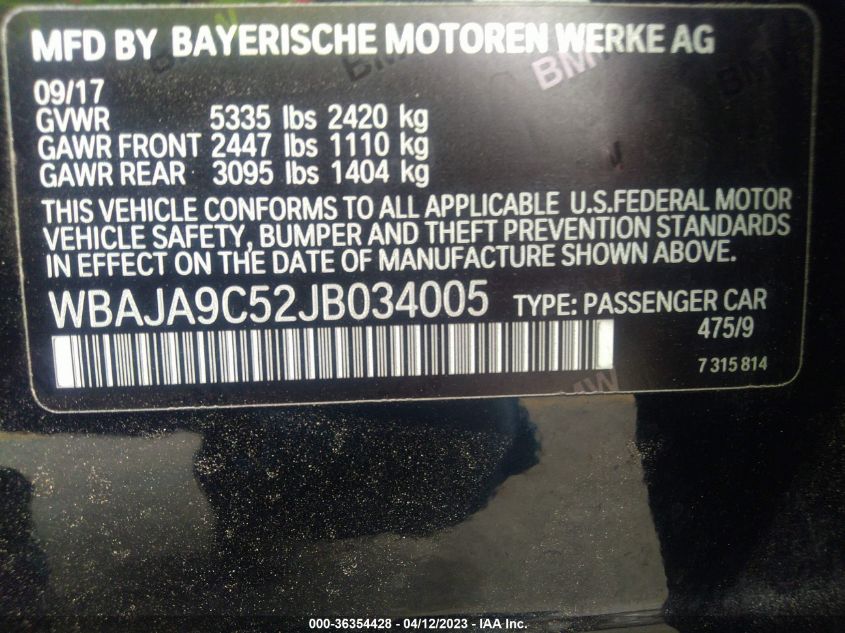 MFD BY BAYERISCHE MOTOREN WERKE AG
09/17
GVWR 5335 lbs 2420 kg
GAWR FRONT 2447 lbs 1110 kg
GAWR REAR 3095 lbs 1404 kg
THIS VEHICLE CONFORMS TO ALL APPLICABLE U.S.FEDERAL MOTOR
VEHICLE SAFETY, BUMPER AND THEFT PREVENTION STANDARDS
IN EFFECT ON THE DATE OF MANUFACTURE SHOWN ABOVE.
WBAJA9C52JB034005 TYPE: PASSENGER CAR
475/9
7 315 814
000-36354428 - 04/12/2023 - IAA Inc.